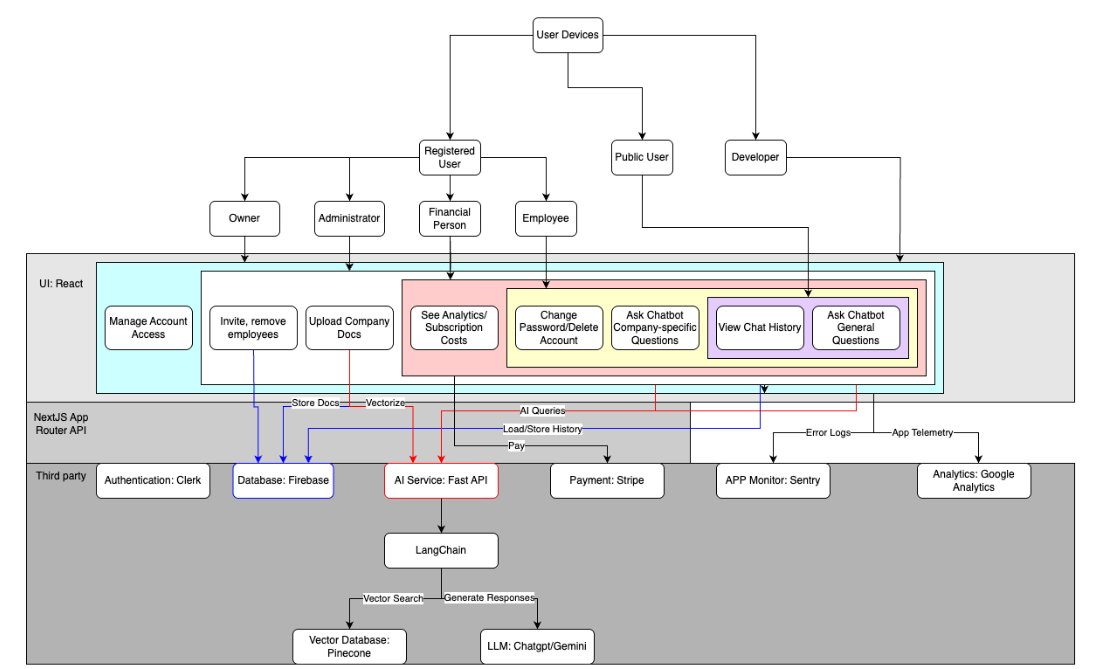 User Devices
Registered
User
Public User
Developer
Owner
Administrator
Financial
Person
Employee
UI: React
Manage Account
Access
Invite, remove
employees
Upload Company
Docs
See Analytics/
Subscription
Costs
Change
Password/Delete
Account
Ask Chatbot
Company-specific
Questions
View Chat History
Ask Chatbot
General
Questions
NextJS App
Router API
Store Docs
Vectorize
AI Queries
Load/Store History
Pay
Error Logs
App Telemetry
Third party
Authentication: Clerk
Database: Firebase
AI Service: Fast API
Payment: Stripe
APP Monitor: Sentry
Analytics: Google
Analytics
LangChain
Vector Search
Generate Responses
Vector Database:
Pinecone
LLM: Chatgpt/Gemini